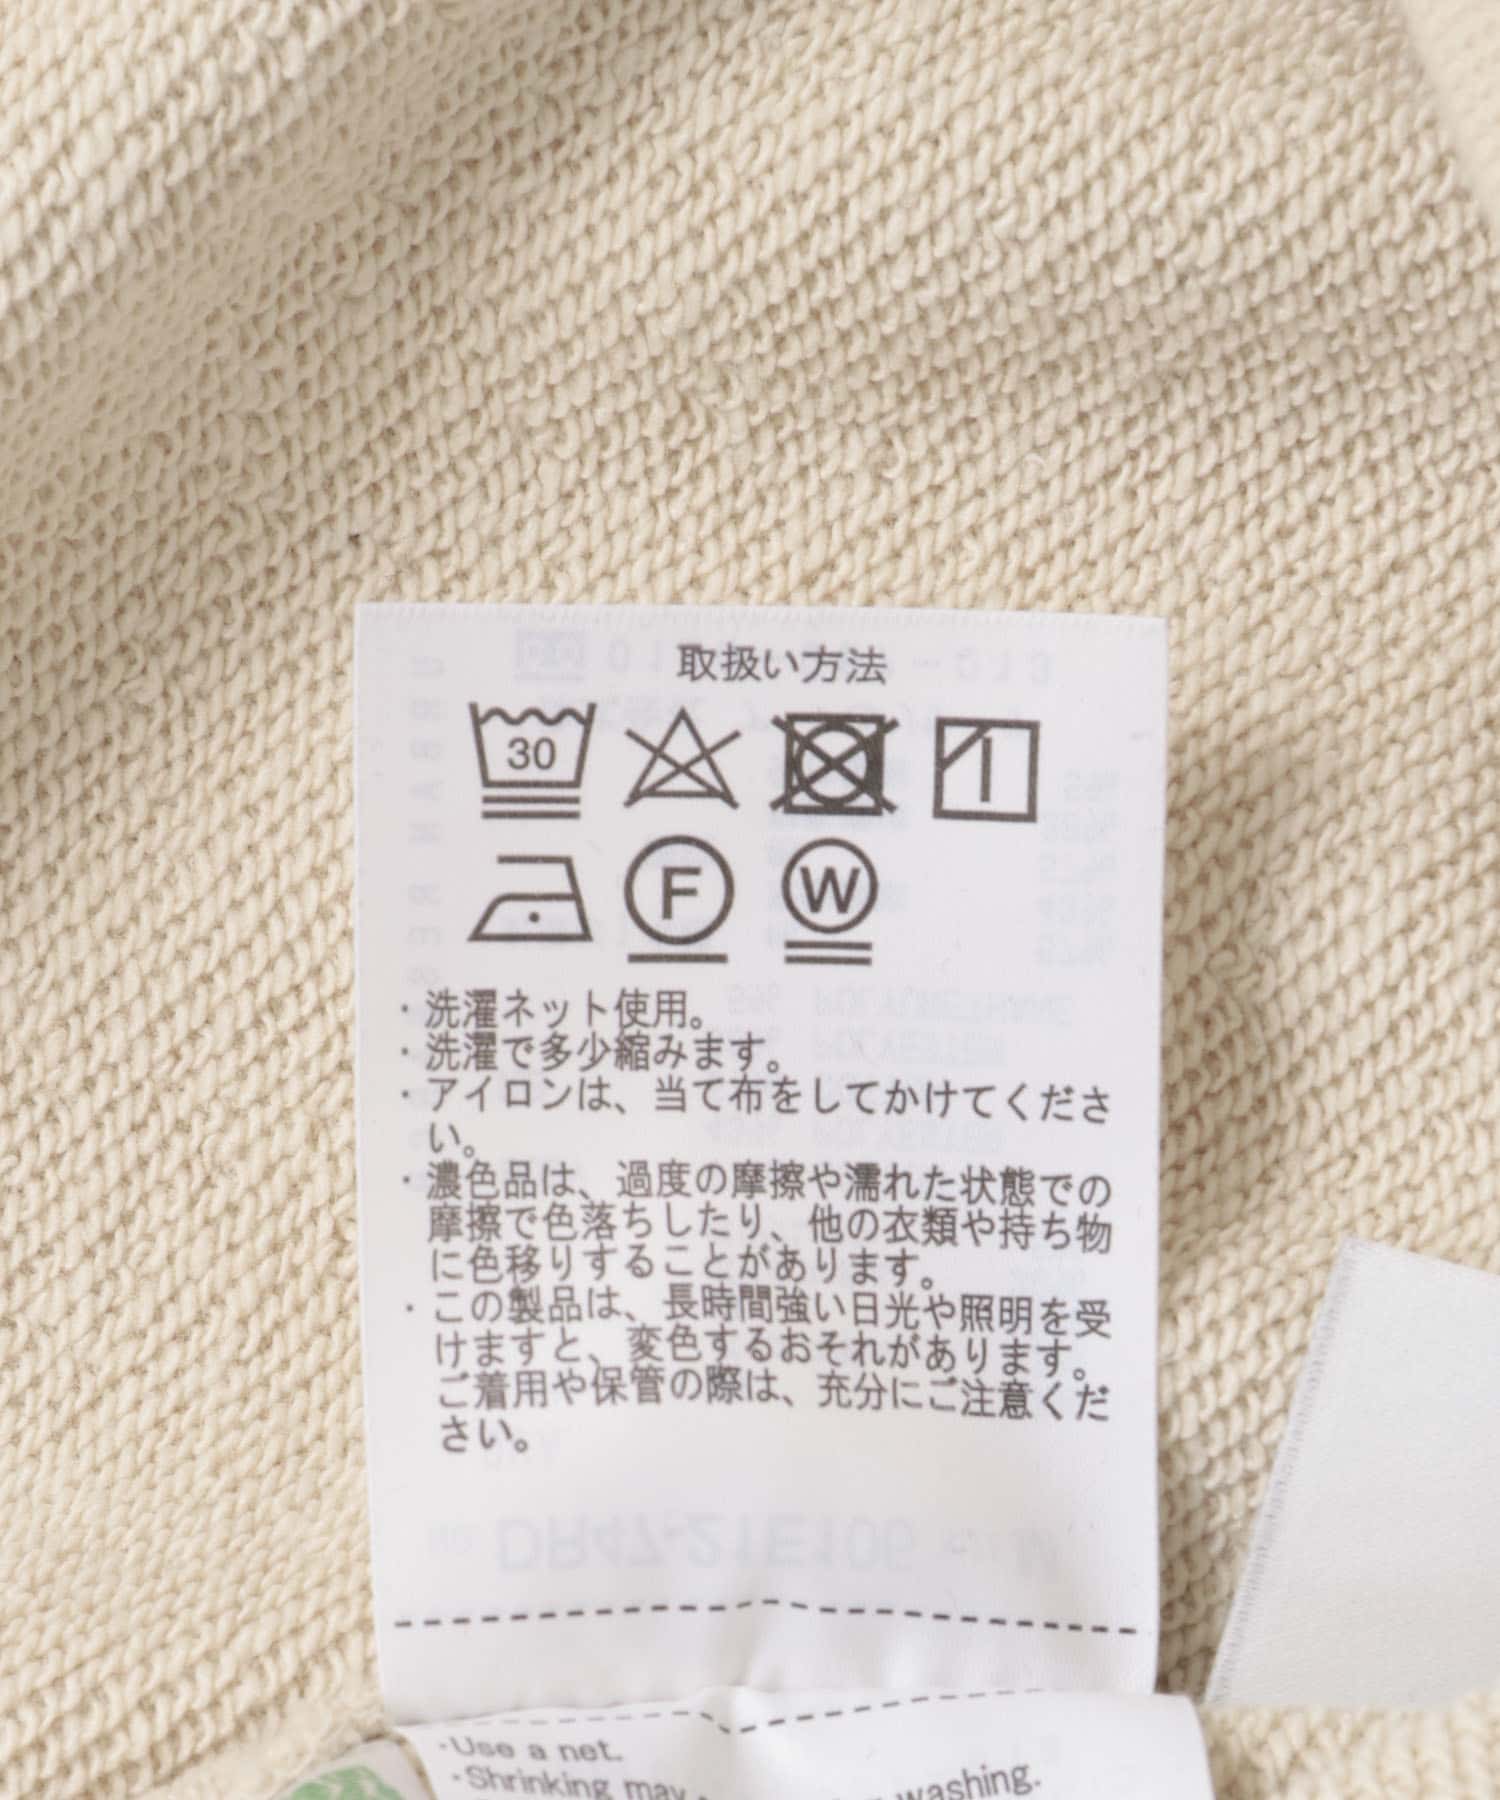 取扱い方法
30
F W
・洗濯ネット使用。
・洗濯で多少縮みます。
・アイロンは、当て布をしてかけてくださ
い。
・濃色品は、過度の摩擦や濡れた状態での
摩擦で色落ちしたり、他の衣類や持ち物
に色移りすることがあります。
・この製品は、長時間強い日光や照明を受
けますと、変色するおそれがあります。
ご着用や保管の際は、充分にご注意くだ
さい。
·Use a net.
·Shrinking may washing.